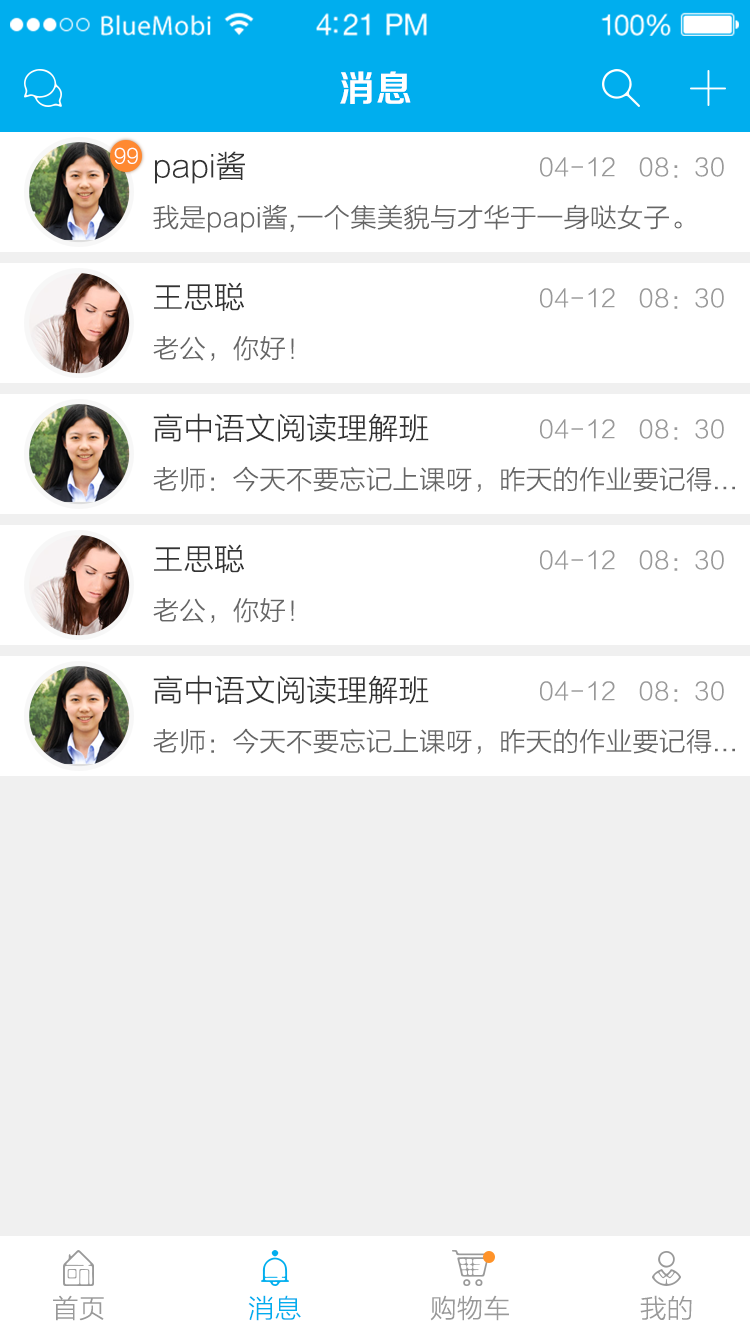 BlueMobi 4:21 PM 100%
消息
99
papi酱 04-12 08：30
我是papi酱,一个集美貌与才华于一身哒女子。
王思聪 04-12 08：30
老公，你好！
高中语文阅读理解班 04-12 08：30
老师：今天不要忘记上课呀，昨天的作业要记得...
王思聪 04-12 08：30
老公，你好！
高中语文阅读理解班 04-12 08：30
老师：今天不要忘记上课呀，昨天的作业要记得...
首页 消息 购物车 我的